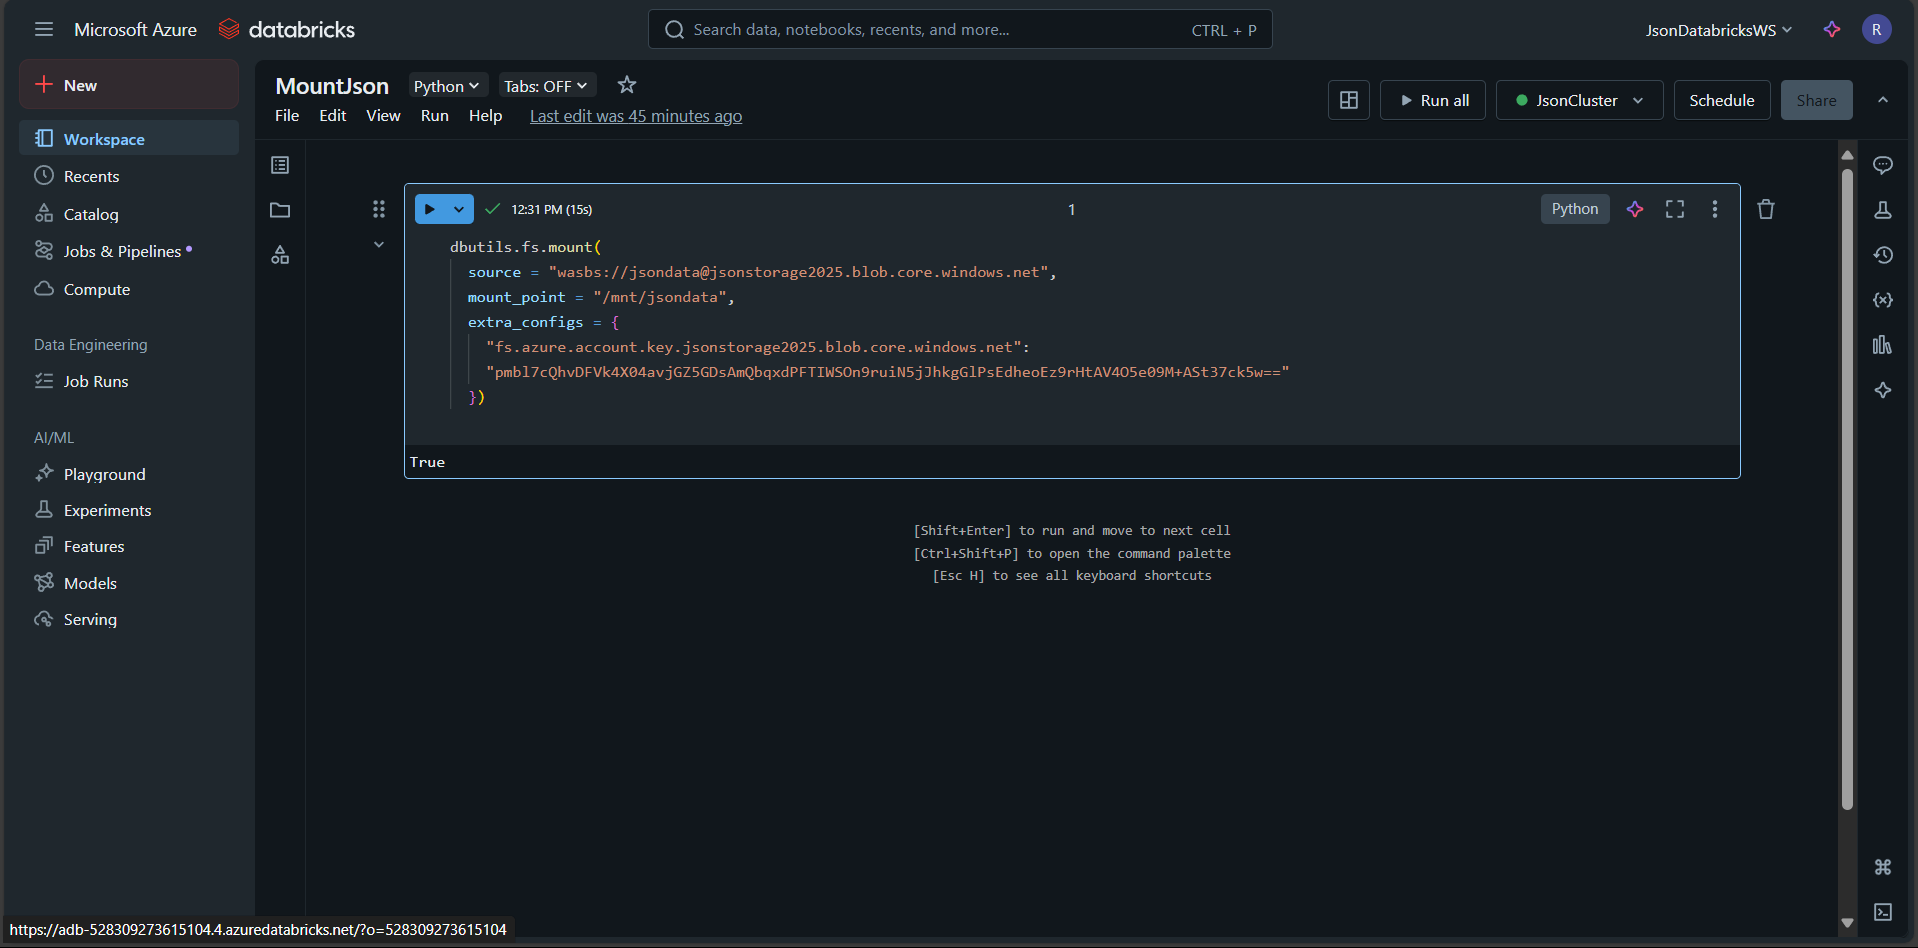 Microsoft Azure databricks
Search data, notebooks, recents, and more... CTRL + P
JsonDatabricksWS
R
New
Workspace
Recents
Catalog
Jobs & Pipelines
Compute
Data Engineering
Job Runs
AI/ML
Playground
Experiments
Features
Models
Serving
MountJson Python Tabs: OFF
File Edit View Run Help Last edit was 45 minutes ago
Run all JsonCluster Schedule Share
12:31 PM (15s) 1 Python
dbutils.fs.mount(
source = "wasbs://jsondata@jsonstorage2025.blob.core.windows.net",
mount_point = "/mnt/jsondata",
extra_configs = {
"fs.azure.account.key.jsonstorage2025.blob.core.windows.net":
"pmbl7cQhvDFVk4X04avjGZ5GDsAmQbqxdPFTIWSOn9ruiN5jJhkgGlPsEdheoEz9rHtAV4O5e09M+ASt37ck5w=="
})
True
[Shift+Enter] to run and move to next cell
[Ctrl+Shift+P] to open the command palette
[Esc H] to see all keyboard shortcuts
https://adb-528309273615104.4.azuredatabricks.net/?o=528309273615104